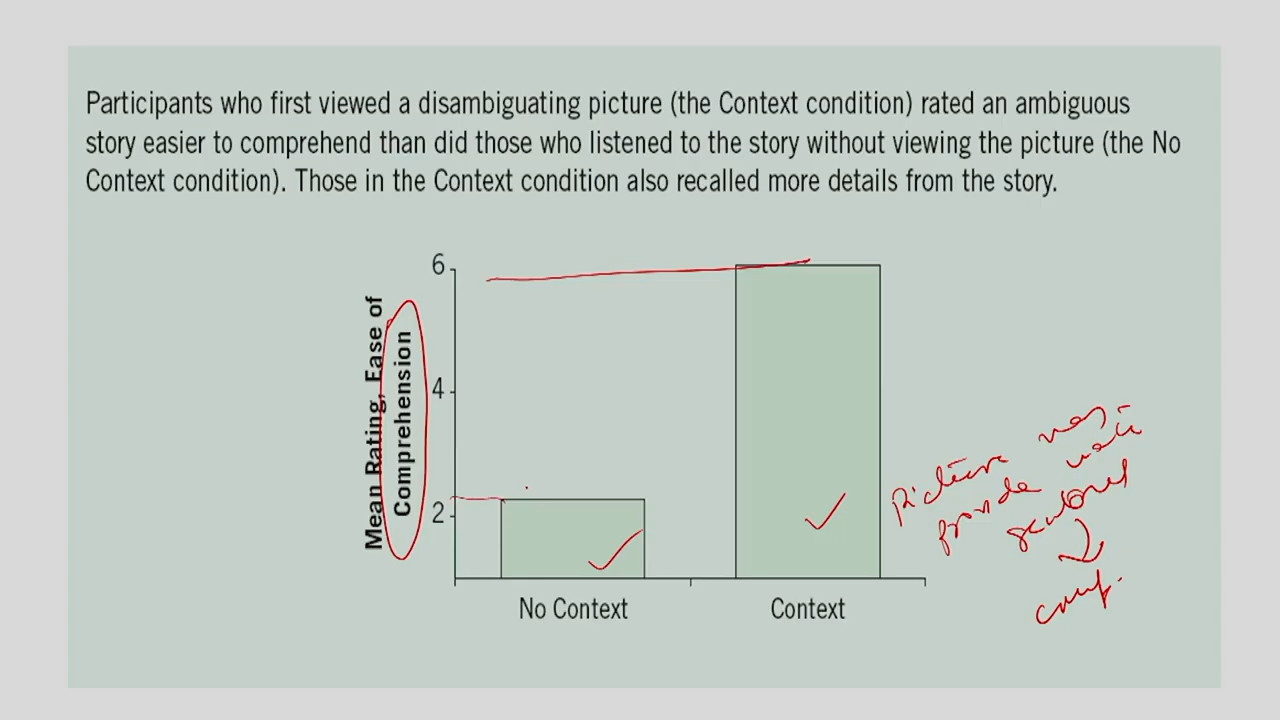 Participants who first viewed a disambiguating picture (the Context condition) rated an ambiguous
story easier to comprehend than did those who listened to the story without viewing the picture (the No
Context condition). Those in the Context condition also recalled more details from the story.
Mean Rating, Ease of
Comprehension
6
4
2
No Context
Context
Picture
provide